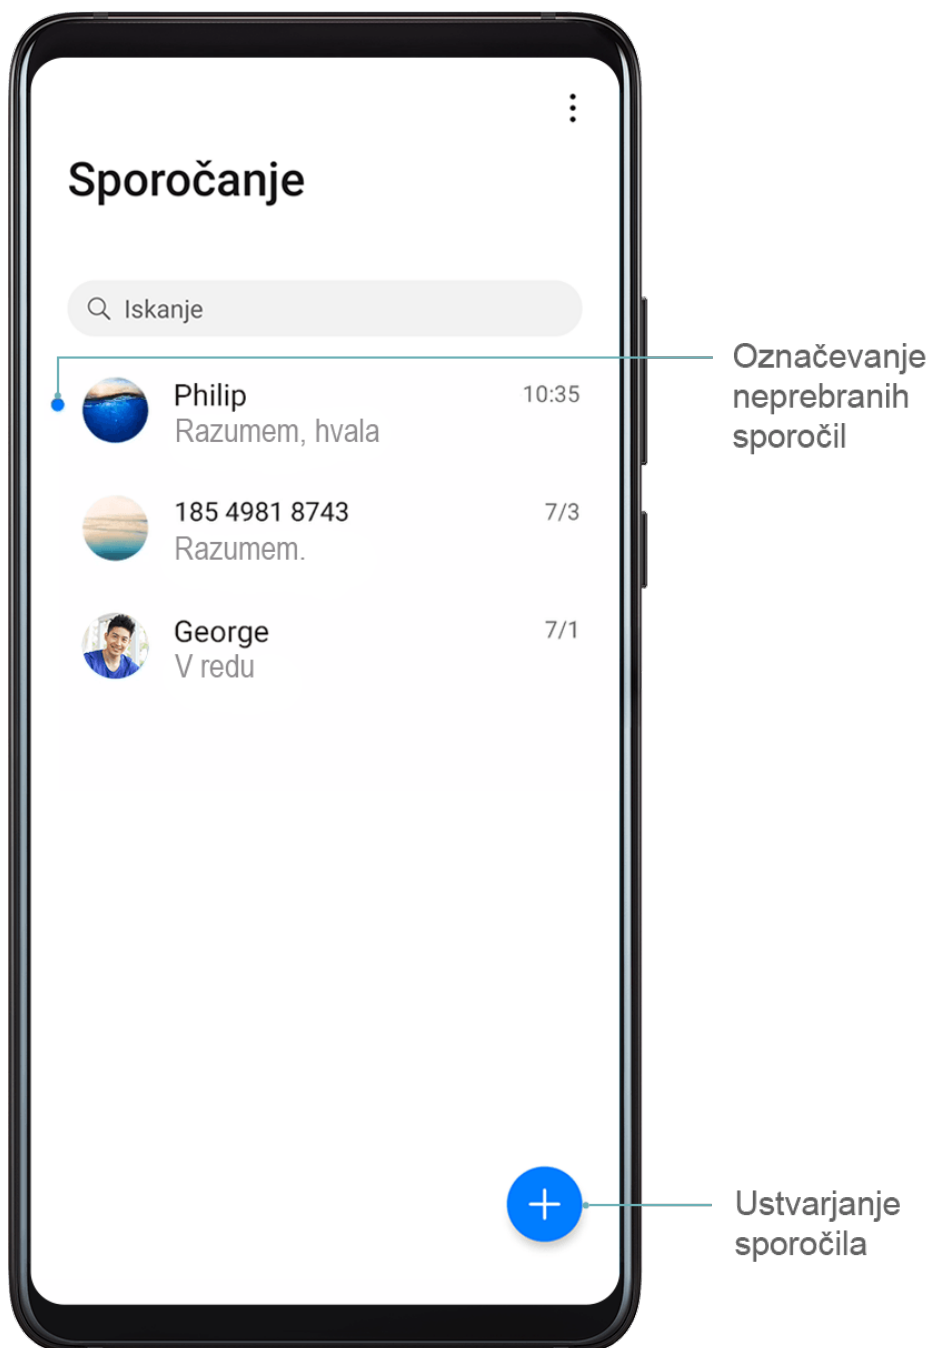 Sporočanje
Iskanje
Philip
10:35
Razumem, hvala
185 4981 8743
7/3
Razumem.
George
7/1
V redu
Označevanje
neprebranih
sporočil
Ustvarjanje
sporočila